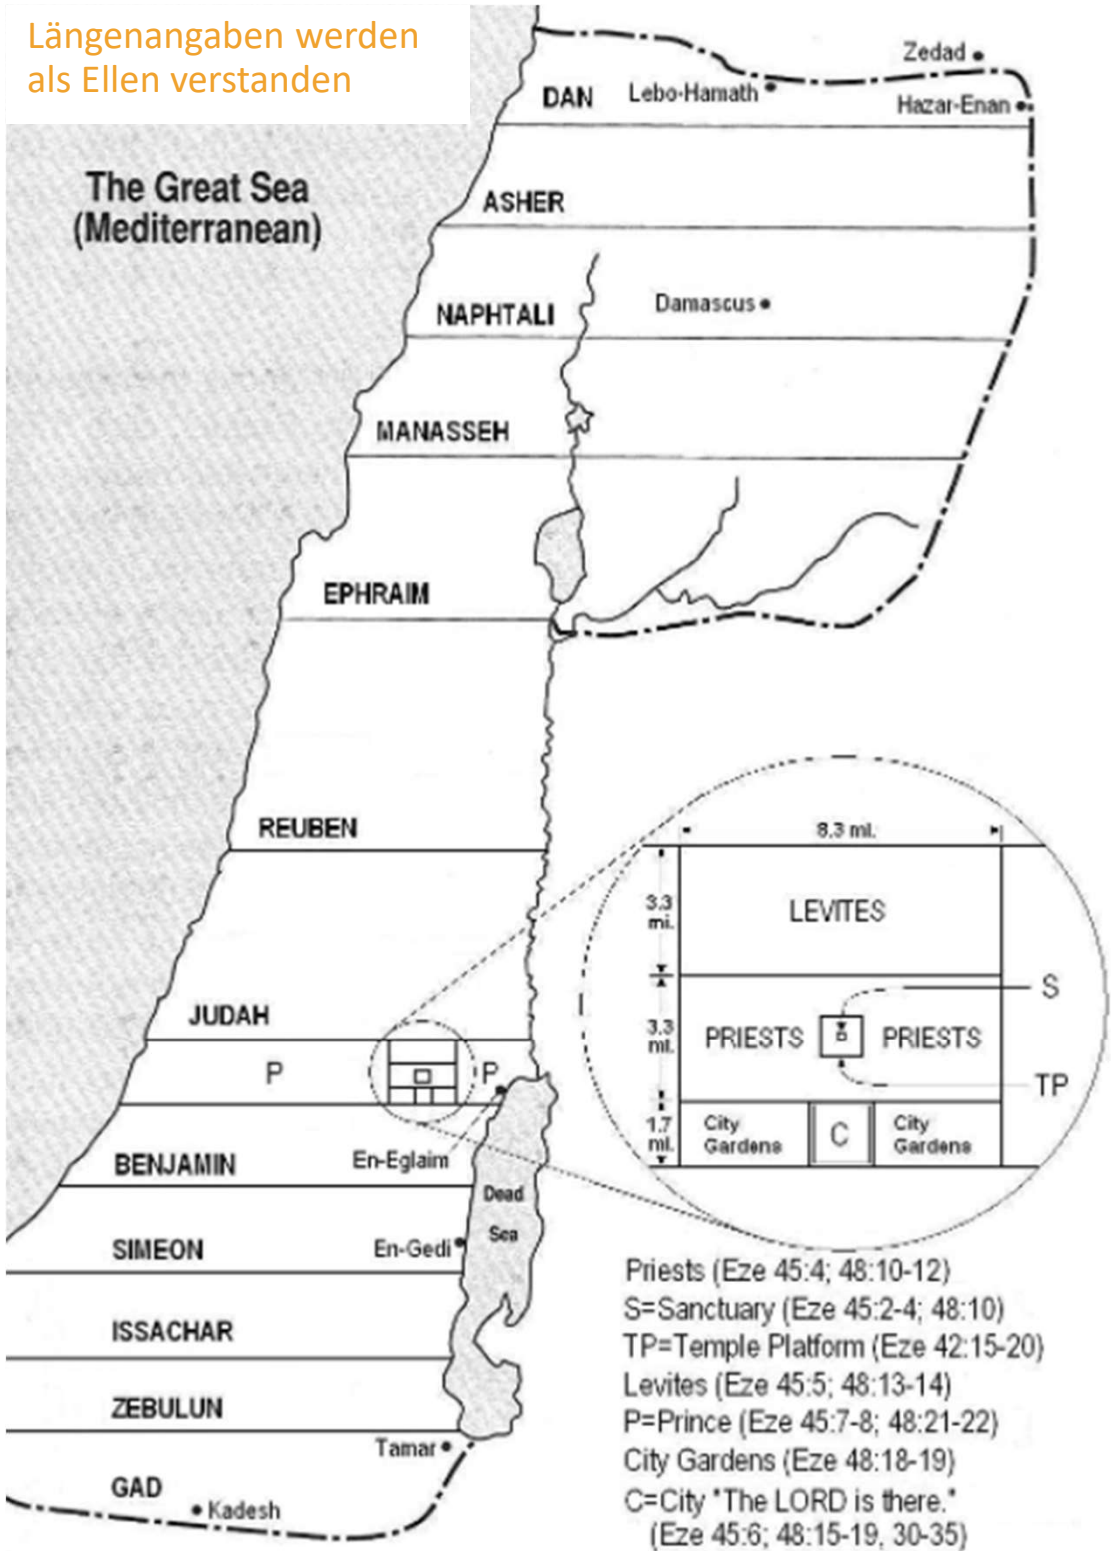 Längenangaben werden
als Ellen verstanden
Zedad
DAN
Lebo-Hamath
Hazar-Enan
The Great Sea
(Mediterranean)
ASHER
NAPHTALI
Damascus
MANASSEH
EPHRAIM
REUBEN
JUDAH
P
P
En-Eglaim
BENJAMIN
Dead
Sea
SIMEON
En-Gedi
ISSACHAR
ZEBULUN
Tamar
GAD
Kadesh
8.3 mi.
3.3
mi.
LEVITES
S
3.3
mi.
PRIESTS
PRIESTS
TP
1.7
mi.
City
Gardens
C
City
Gardens
Priests (Eze 45:4; 48:10-12)
S=Sanctuary (Eze 45:2-4; 48:10)
TP=Temple Platform (Eze 42:15-20)
Levites (Eze 45:5; 48:13-14)
P=Prince (Eze 45:7-8; 48:21-22)
City Gardens (Eze 48:18-19)
C=City "The LORD is there."
(Eze 45:6; 48:15-19, 30-35)